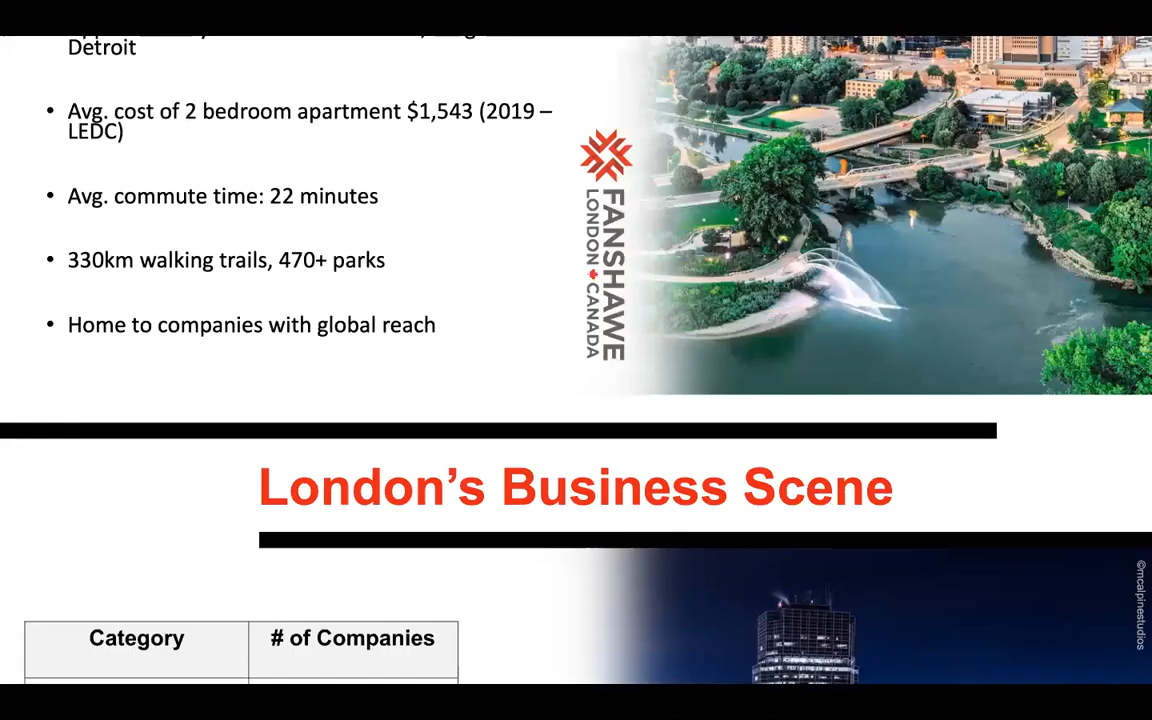 Detroit
• Avg. cost of 2 bedroom apartment $1,543 (2019 –
LEDC)
• Avg. commute time: 22 minutes
• 330km walking trails, 470+ parks
• Home to companies with global reach
FANSHAWE
LONDON CANADA
London's Business Scene
©mcalpinestudios
Category # of Companies